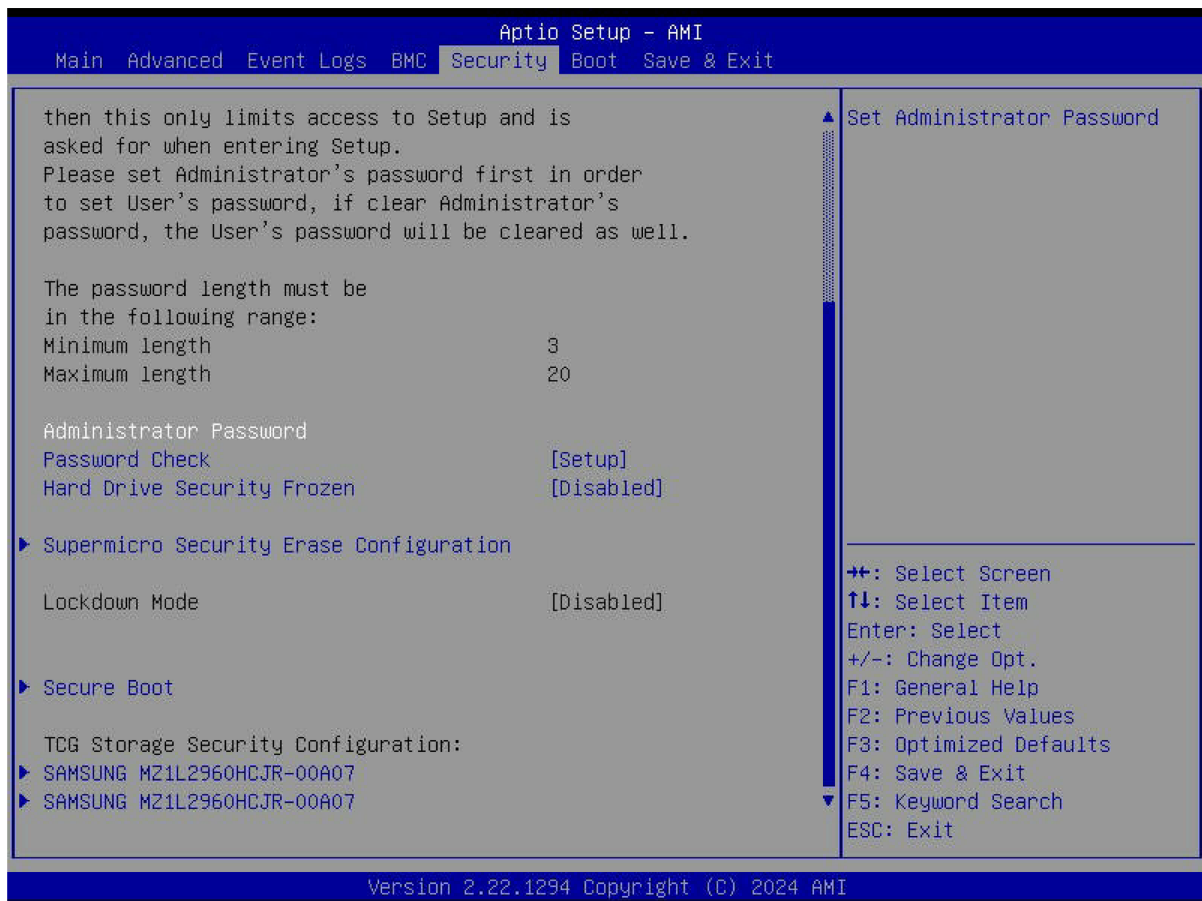 Aptio Setup – AMI
Main Advanced Event Logs BMC Security Boot Save & Exit
then this only limits access to Setup and is
asked for when entering Setup.
Please set Administrator's password first in order
to set User's password, if clear Administrator's
password, the User's password will be cleared as well.
The password length must be
in the following range:
Minimum length 3
Maximum length 20
Administrator Password
Password Check [Setup]
Hard Drive Security Frozen [Disabled]
Supermicro Security Erase Configuration
Lockdown Mode [Disabled]
Secure Boot
TCG Storage Security Configuration:
SAMSUNG MZ1L2960HCJR-00A07
SAMSUNG MZ1L2960HCJR-00A07
Set Administrator Password
→←: Select Screen
↑↓: Select Item
Enter: Select
+/-: Change Opt.
F1: General Help
F2: Previous Values
F3: Optimized Defaults
F4: Save & Exit
F5: Keyword Search
ESC: Exit
Version 2.22.1294 Copyright (C) 2024 AMI